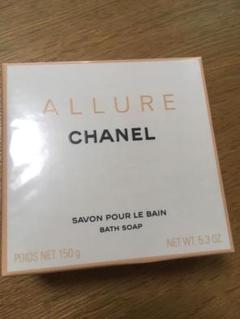 ALLURE
CHANEL
SAVON POUR LE BAIN
BATH SOAP
POIDS NET 150 g
NET WT. 5.3 OZ.